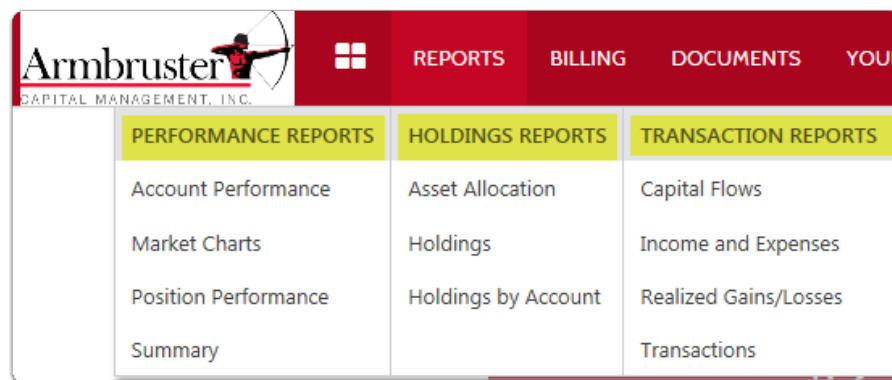 Armbruster
CAPITAL MANAGEMENT, INC.
REPORTS BILLING DOCUMENTS
PERFORMANCE REPORTS HOLDINGS REPORTS TRANSACTION REPORTS
Account Performance Asset Allocation Capital Flows
Market Charts Holdings Income and Expenses
Position Performance Holdings by Account Realized Gains/Losses
Summary Transactions